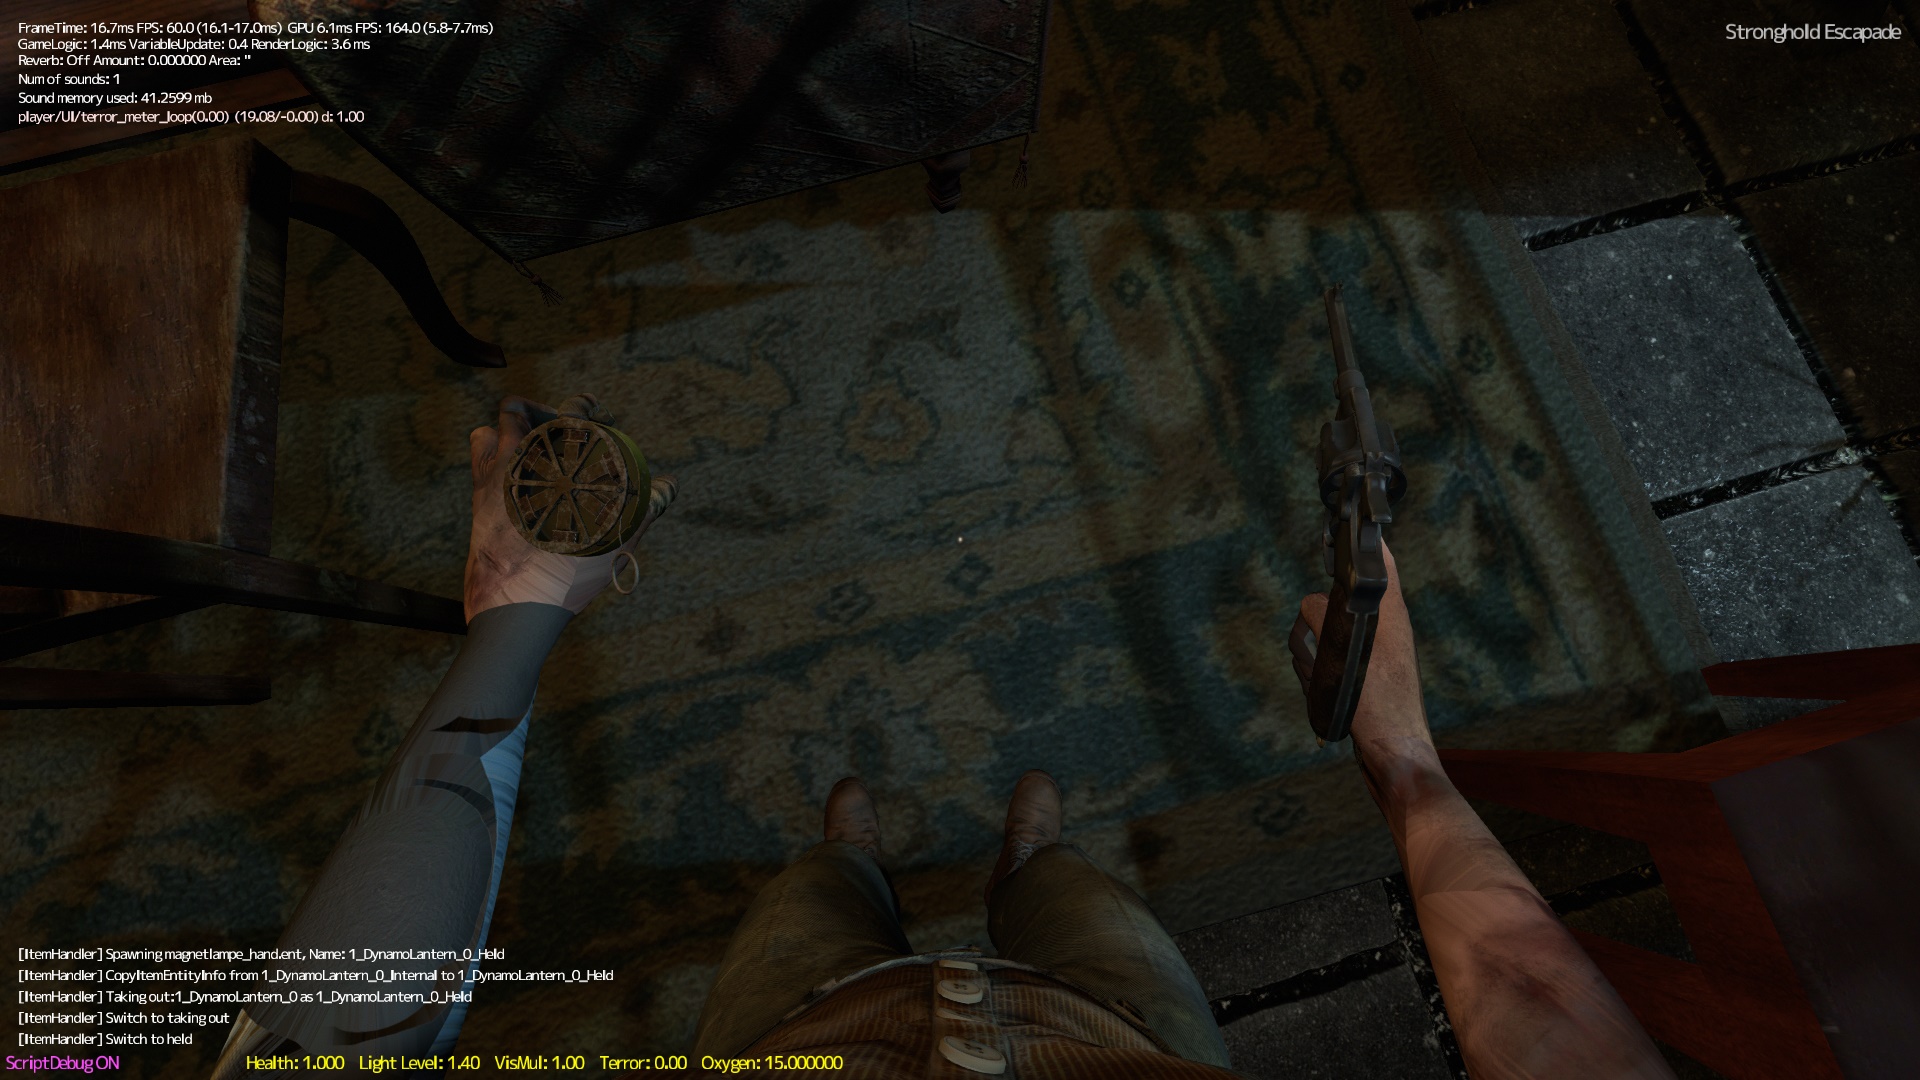 FrameTime: 16.7ms FPS: 60.0 (16.1-17.0ms)  GPU 6.1ms FPS: 164.0 (5.8-7.7ms)
Stronghold Escapade
GameLogic: 1.4ms VariableUpdate: 0.4 RenderLogic: 3.6 ms
Reverb: Off Amount: 0.000000 Area: ''
Num of sounds: 1
Sound memory used: 41.2599 mb
player/UI/terror_meter_loop(0.00)  (19.08/-0.00) d: 1.00
[ItemHandler] Spawning magnetlampe_hand.ent, Name: 1_DynamoLantern_0_Held
[ItemHandler] CopyItemEntityInfo from 1_DynamoLantern_0_Internal to 1_DynamoLantern_0_Held
[ItemHandler] Taking out:1_DynamoLantern_0 as 1_DynamoLantern_0_Held
[ItemHandler] Switch to taking out
[ItemHandler] Switch to held
ScriptDebug ON
Health: 1.000   Light Level: 1.40   VisMul: 1.00   Terror: 0.00   Oxygen: 15.000000